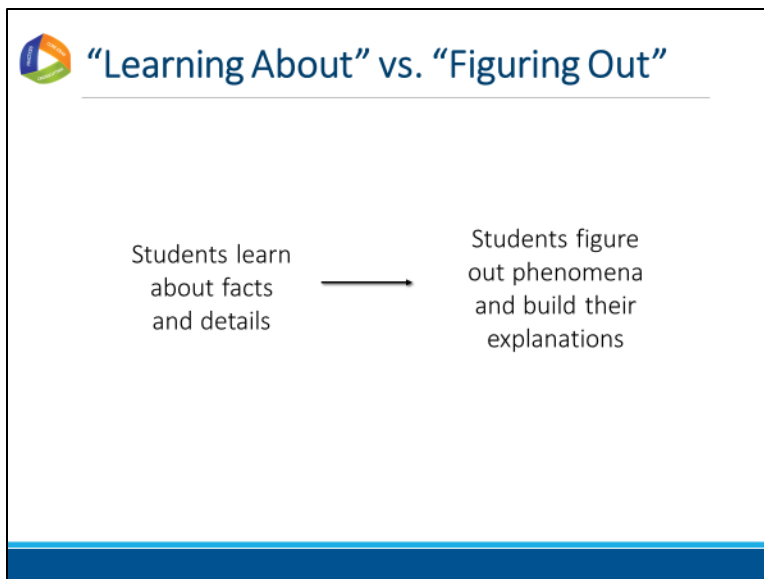 “Learning About” vs. “Figuring Out”
Students learn
about facts
and details
Students figure
out phenomena
and build their
explanations